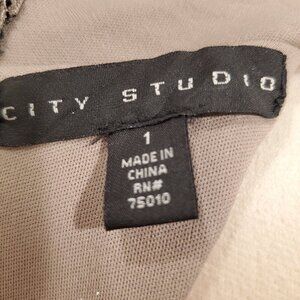 CITY STUDIO
1
MADE IN
CHINA
RN#
75010